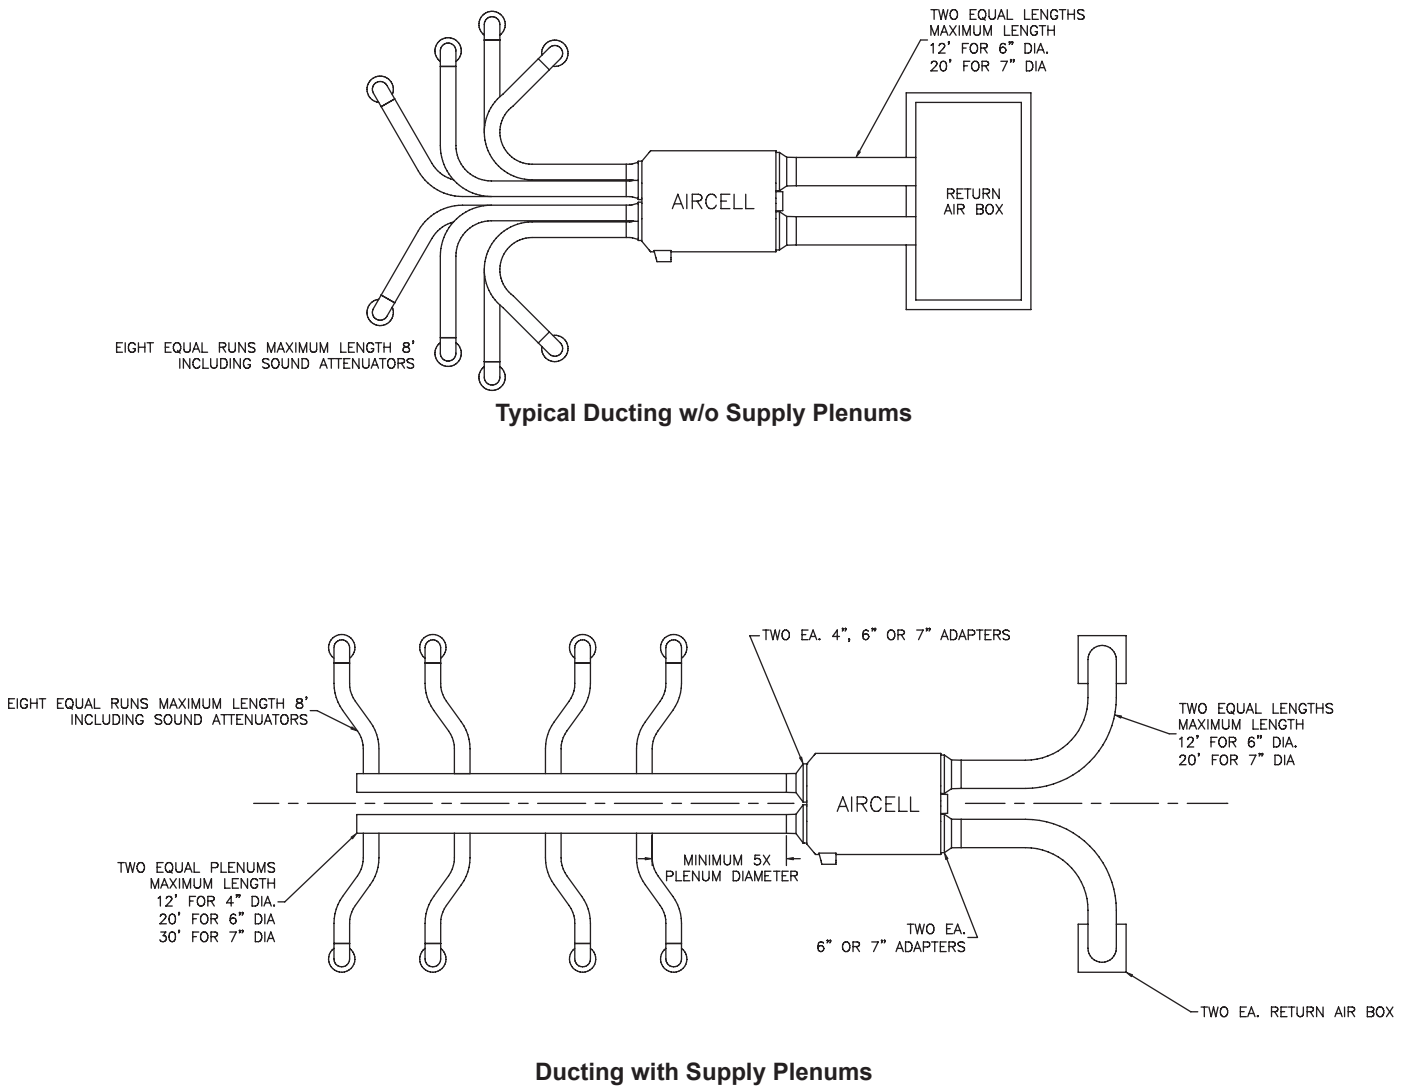 TWO EQUAL LENGTHS
MAXIMUM LENGTH
12' FOR 6" DIA.
20' FOR 7" DIA
AIRCELL
RETURN
AIR BOX
EIGHT EQUAL RUNS MAXIMUM LENGTH 8'
INCLUDING SOUND ATTENUATORS
Typical Ducting w/o Supply Plenums
TWO EA. 4", 6" OR 7" ADAPTERS
EIGHT EQUAL RUNS MAXIMUM LENGTH 8'
INCLUDING SOUND ATTENUATORS
TWO EQUAL LENGTHS
MAXIMUM LENGTH
12' FOR 6" DIA.
20' FOR 7" DIA
AIRCELL
TWO EQUAL PLENUMS
MAXIMUM LENGTH
12' FOR 4" DIA.
20' FOR 6" DIA
30' FOR 7" DIA
MINIMUM 5X
PLENUM DIAMETER
TWO EA.
6" OR 7" ADAPTERS
TWO EA. RETURN AIR BOX
Ducting with Supply Plenums